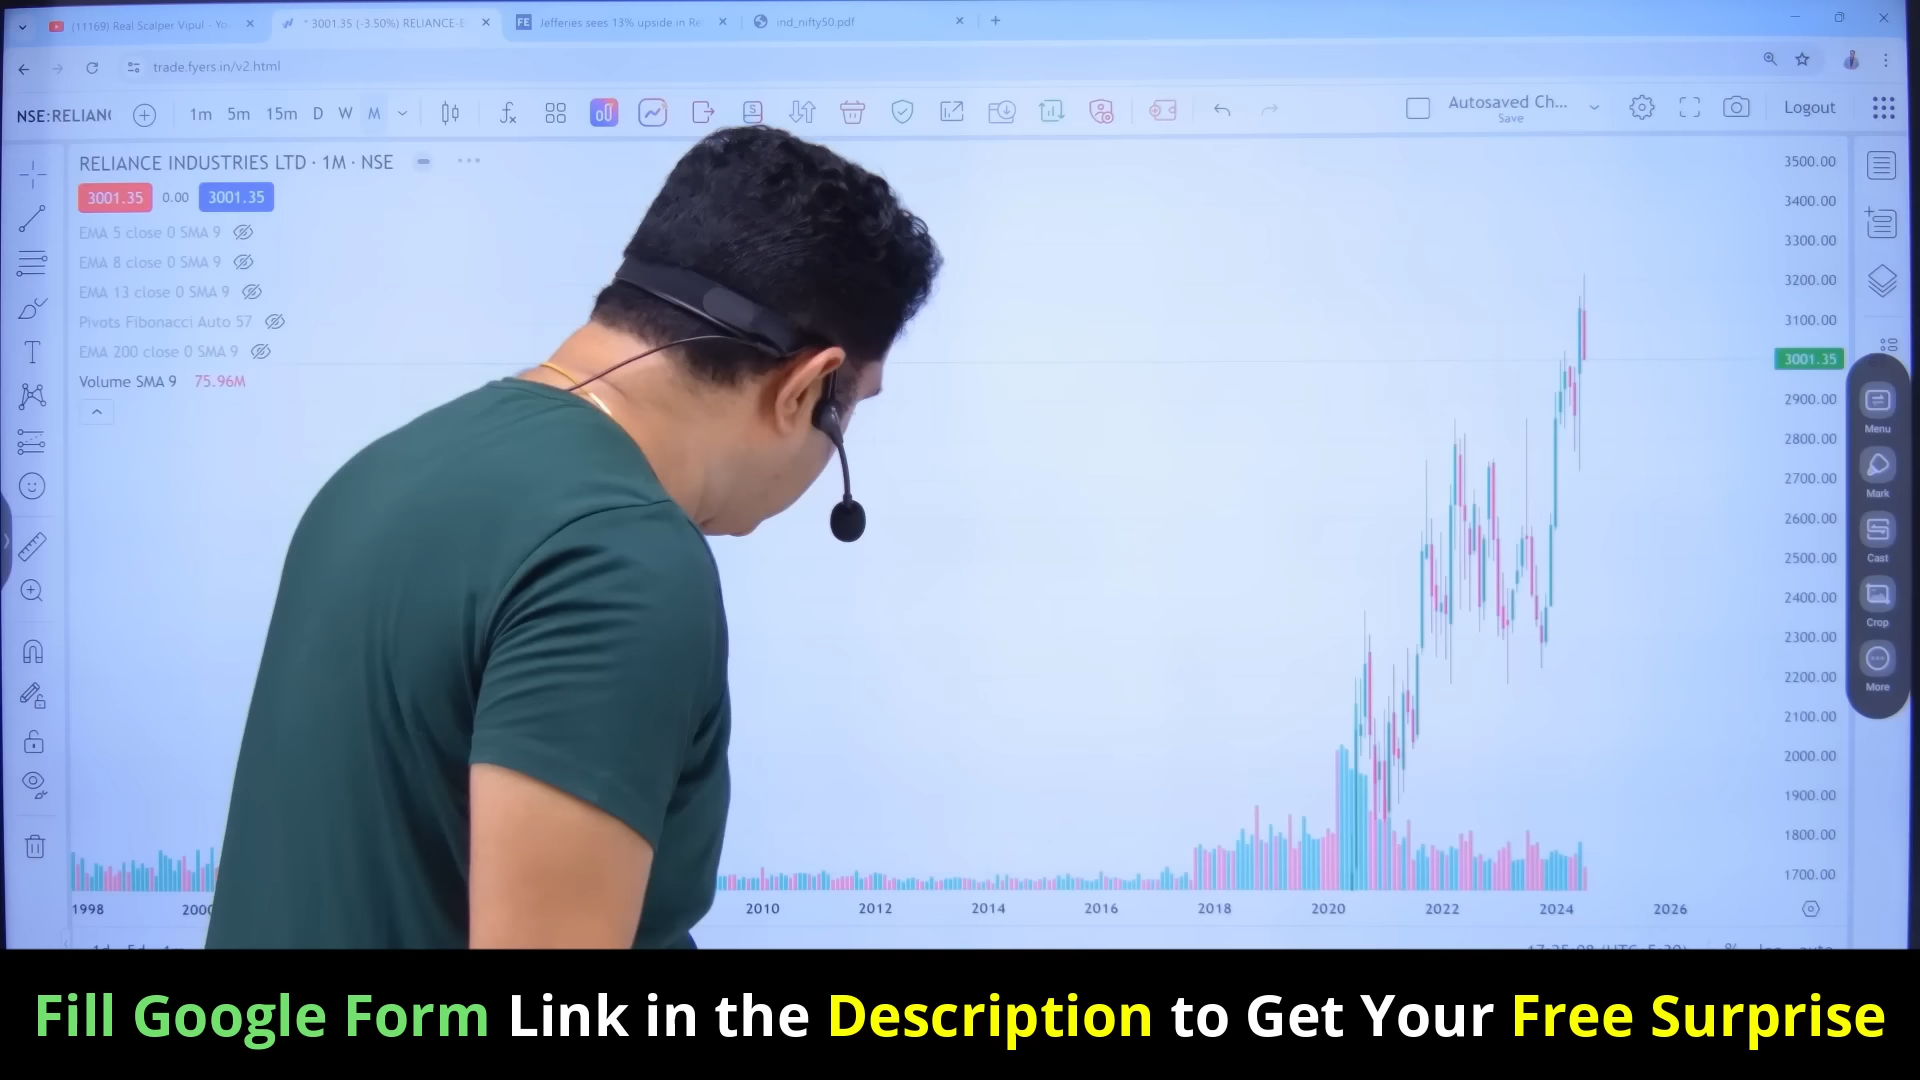 (11169) Real Scalper Vipul - Yo
* 3001.35 (-3.50%) RELIANCE-E
FE Jefferies sees 13% upside in Re
ind_nifty50.pdf
trade.fyers.in/v2.html
NSE:RELIANC
1m 5m 15m D W M
S
Autosaved Ch...
Save
Logout
RELIANCE INDUSTRIES LTD · 1M · NSE
3001.35 0.00 3001.35
EMA 5 close 0 SMA 9
EMA 8 close 0 SMA 9
EMA 13 close 0 SMA 9
Pivots Fibonacci Auto 57
EMA 200 close 0 SMA 9
Volume SMA 9 75.96M
3500.00
3400.00
3300.00
3200.00
3100.00
3001.35
2900.00
2800.00
2700.00
2600.00
2500.00
2400.00
2300.00
2200.00
2100.00
2000.00
1900.00
1800.00
1700.00
Menu
Mark
Cast
Crop
More
1998 2000 2010 2012 2014 2016 2018 2020 2022 2024 2026
Fill Google Form Link in the Description to Get Your Free Surprise